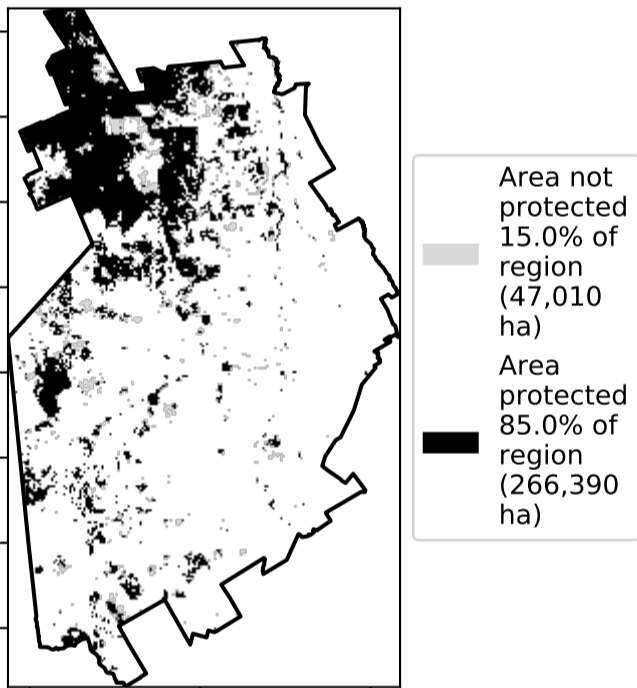 Area not
protected
15.0% of
region
(47,010
ha)
Area
protected
85.0% of
region
(266,390
ha)